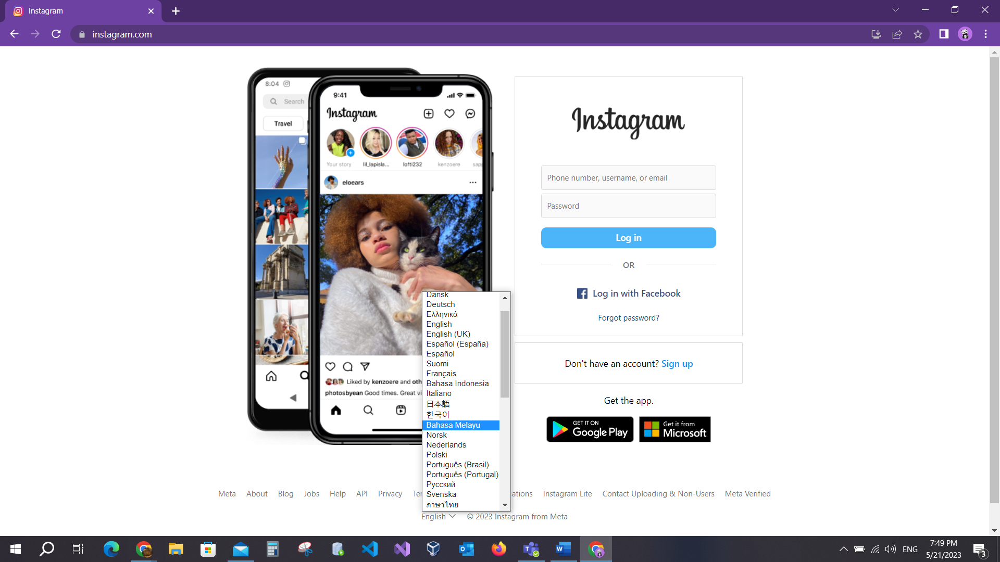 Instagram
instagram.com
8:04
Search
Travel
9:41
Instagram
Your story
lil_lapisla...
lofti232
kenzoere
sapp
eloears
Liked by kenzoere and oth
photosbyean Good times. Great vi
Instagram
Phone number, username, or email
Password
Log in
OR
Log in with Facebook
Forgot password?
Don't have an account? Sign up
Get the app.
GET IT ON
Google Play
Get it from
Microsoft
Dansk
Deutsch
Ελληνικά
English
English (UK)
Español (España)
Español
Suomi
Français
Bahasa Indonesia
Italiano
日本語
한국어
Bahasa Melayu
Norsk
Nederlands
Polski
Português (Brasil)
Português (Portugal)
Русский
Svenska
ภาษาไทย
Meta About Blog Jobs Help API Privacy Ter ations Instagram Lite Contact Uploading & Non-Users Meta Verified
English © 2023 Instagram from Meta
ENG
7:49 PM
5/21/2023
3